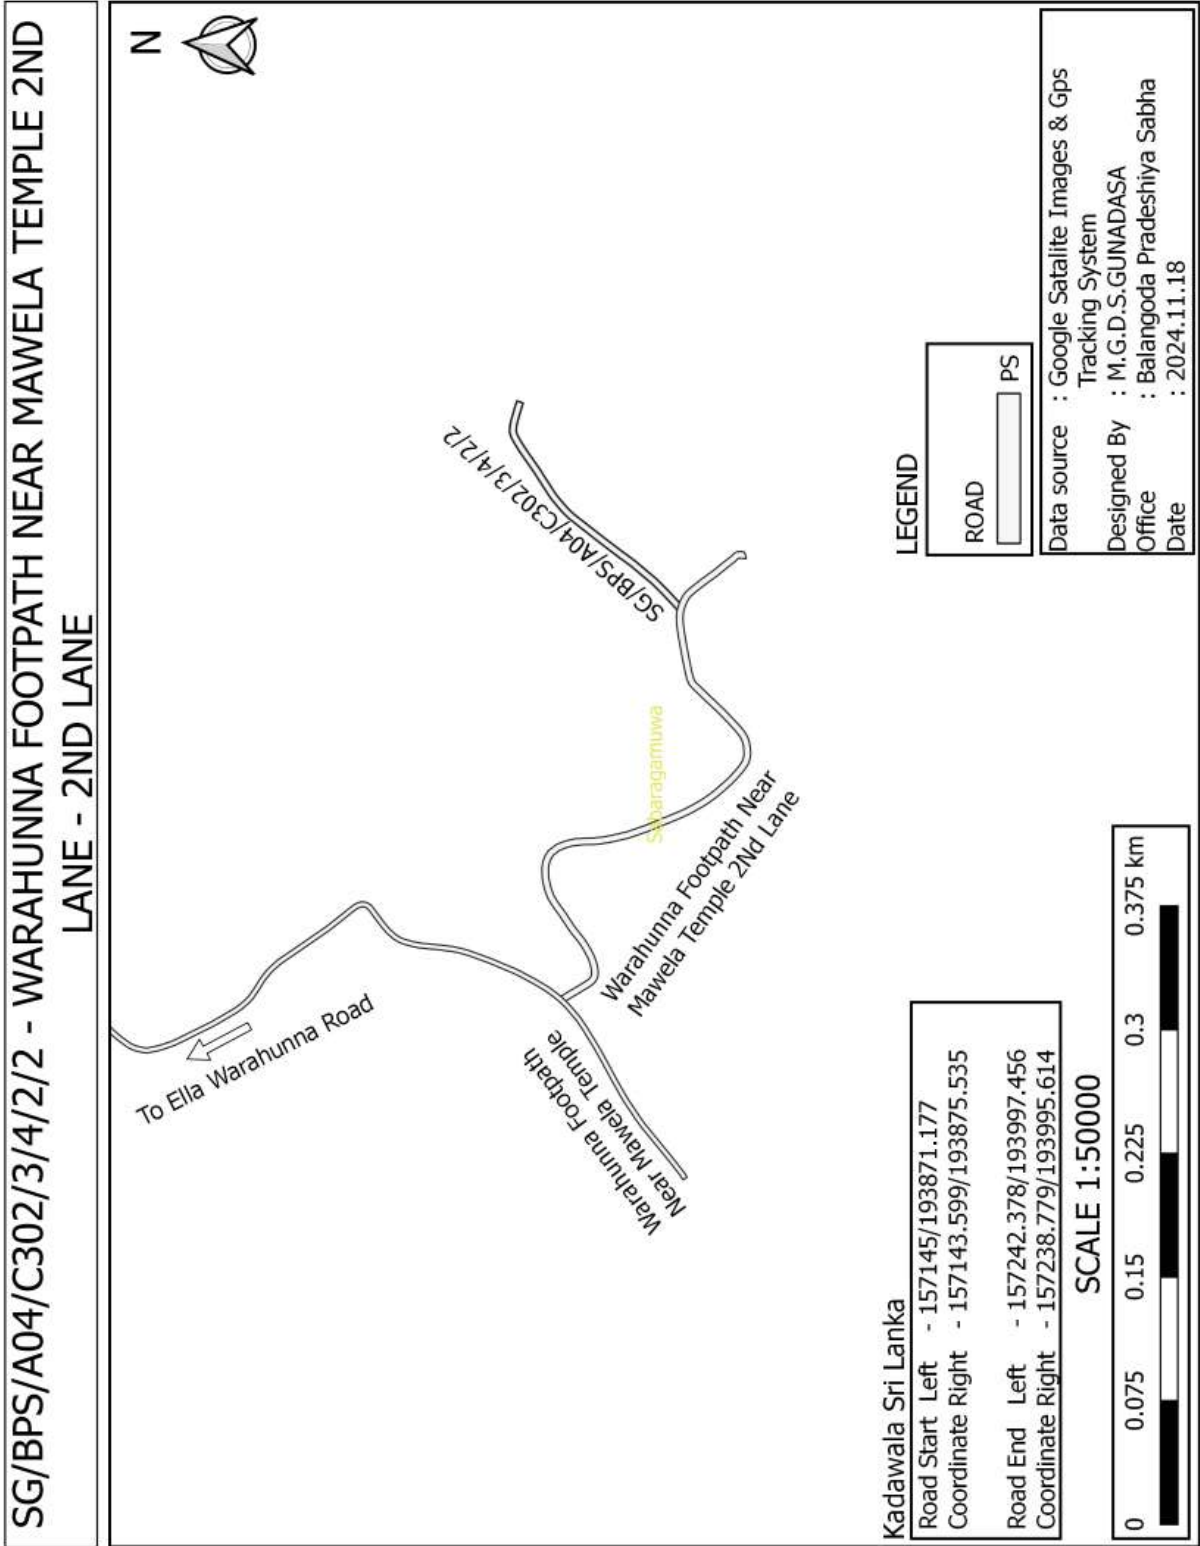 SG/BPS/A04/C302/3/4/2/2 - WARAHUNNA FOOTPATH NEAR MAWELA TEMPLE 2ND
LANE - 2ND LANE
N
To Ella Warahunna Road
SG/BPS/A04/C302/3/4/2/2
Warahunna Footpath
Near Mawela Temple
Sabaragamuwa
Warahunna Footpath Near
Mawela Temple 2Nd Lane
Kadawala Sri Lanka
Road Start Left - 157145/193871.177
Coordinate Right - 157143.599/193875.535
Road End Left - 157242.378/193997.456
Coordinate Right - 157238.779/193995.614
SCALE 1:50000
0 0.075 0.15 0.225 0.3 0.375 km
LEGEND
ROAD
PS
Data source : Google Satalite Images & Gps
Tracking System
Designed By : M.G.D.S.GUNADASA
Office : Balangoda Pradeshiya Sabha
Date : 2024.11.18